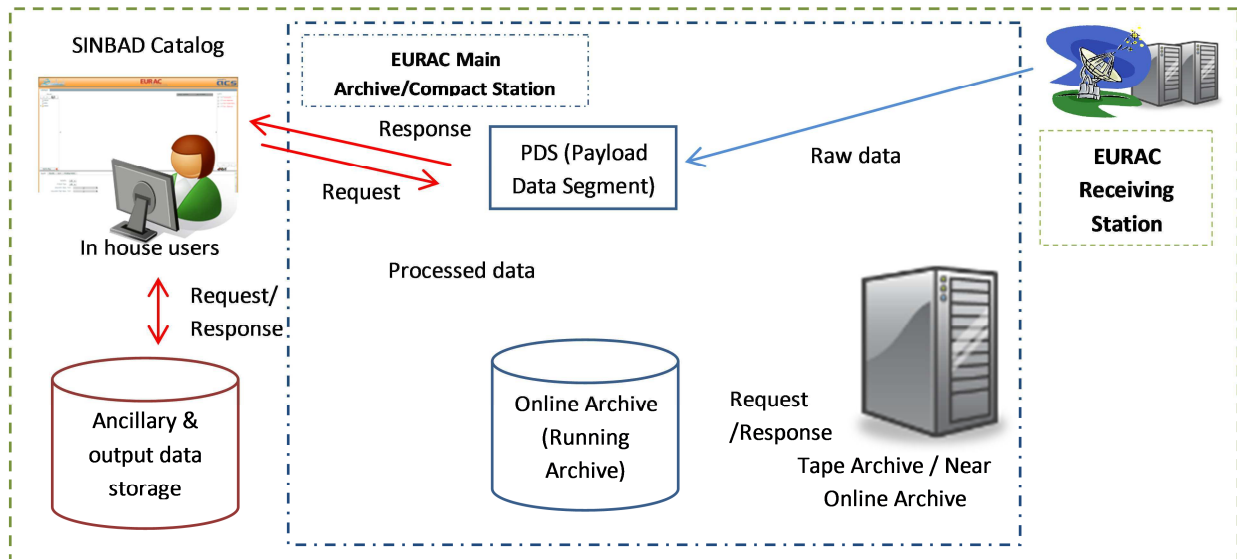 SINBAD Catalog
EURAC
ACS
In house users
Request/
Response
Ancillary &
output data
storage
EURAC Main
Archive/Compact Station
Response
Request
PDS (Payload
Data Segment)
Raw data
Processed data
Online Archive
(Running
Archive)
Request
/Response
Tape Archive / Near
Online Archive
EURAC
Receiving
Station